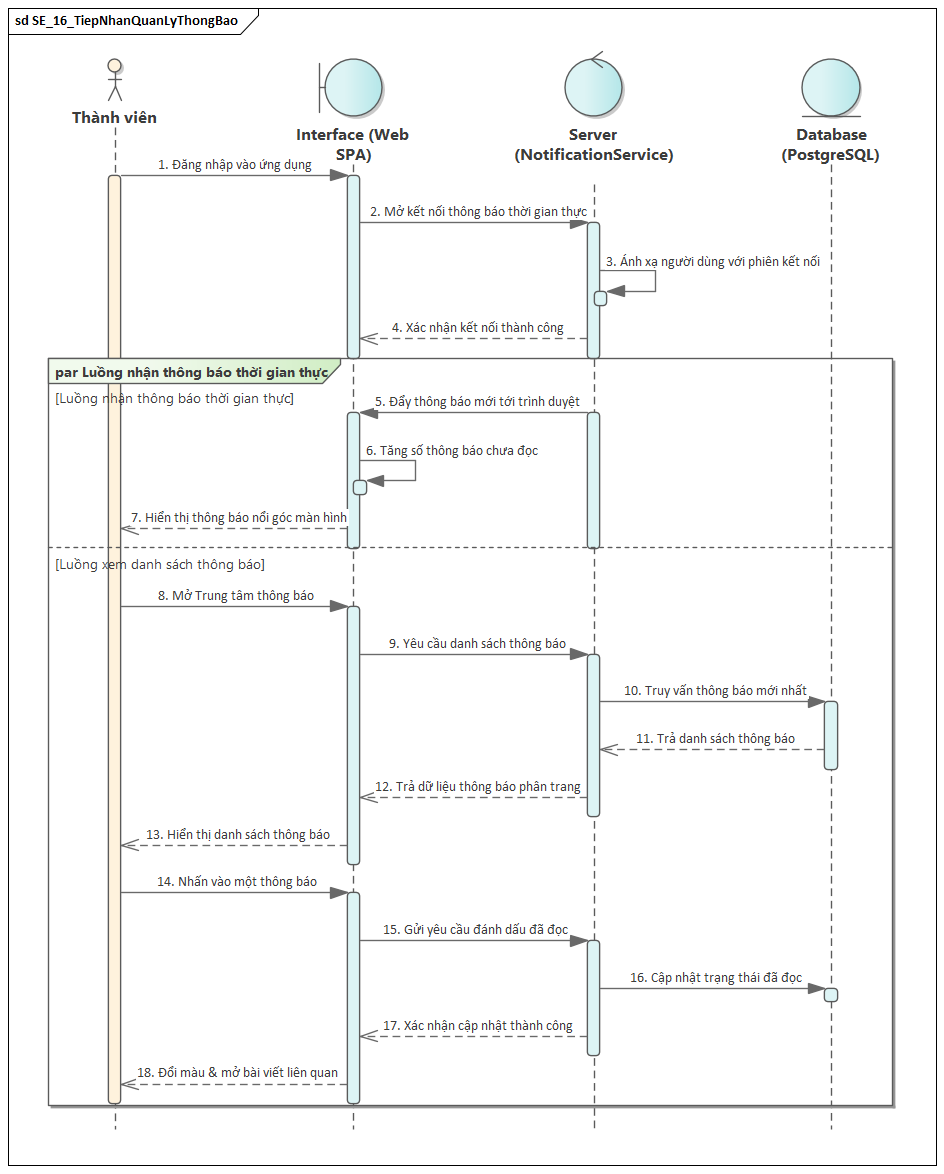 sd SE_16_TiepNhanQuanLyThongBao
Thành viên
Interface (Web
SPA)
Server
(NotificationService)
Database
(PostgreSQL)
1. Đăng nhập vào ứng dụng
2. Mở kết nối thông báo thời gian thực
3. Ánh xạ người dùng với phiên kết nối
4. Xác nhận kết nối thành công
par Luồng nhận thông báo thời gian thực
[Luồng nhận thông báo thời gian thực]
5. Đẩy thông báo mới tới trình duyệt
6. Tăng số thông báo chưa đọc
7. Hiển thị thông báo nổi góc màn hình
[Luồng xem danh sách thông báo]
8. Mở Trung tâm thông báo
9. Yêu cầu danh sách thông báo
10. Truy vấn thông báo mới nhất
11. Trả danh sách thông báo
12. Trả dữ liệu thông báo phân trang
13. Hiển thị danh sách thông báo
14. Nhấn vào một thông báo
15. Gửi yêu cầu đánh dấu đã đọc
16. Cập nhật trạng thái đã đọc
17. Xác nhận cập nhật thành công
18. Đổi màu & mở bài viết liên quan